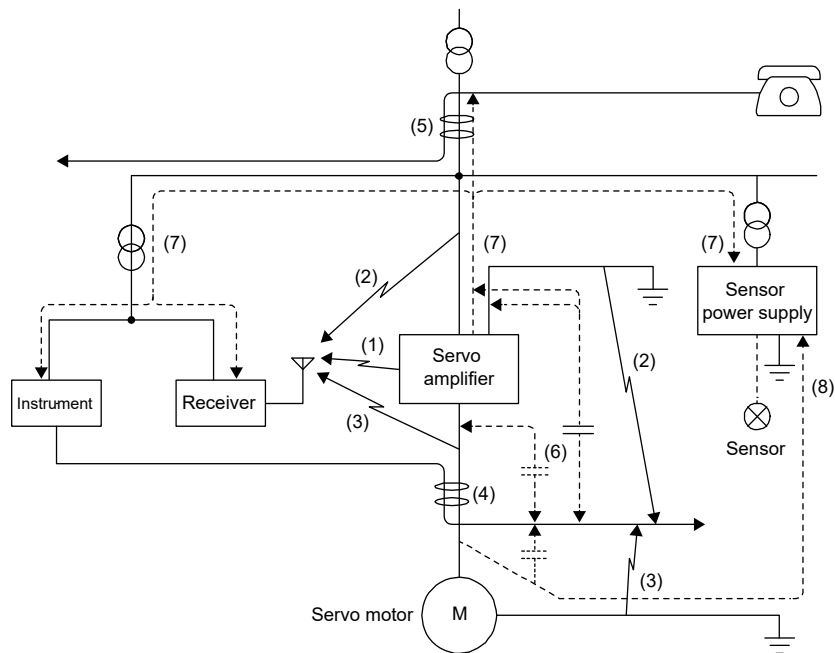 (5)
(7)
(7)
(7)
(2)
Sensor
power supply
(1)
Servo
amplifier
(2)
(8)
Instrument
Receiver
(3)
Sensor
(6)
(4)
(3)
Servo motor
M